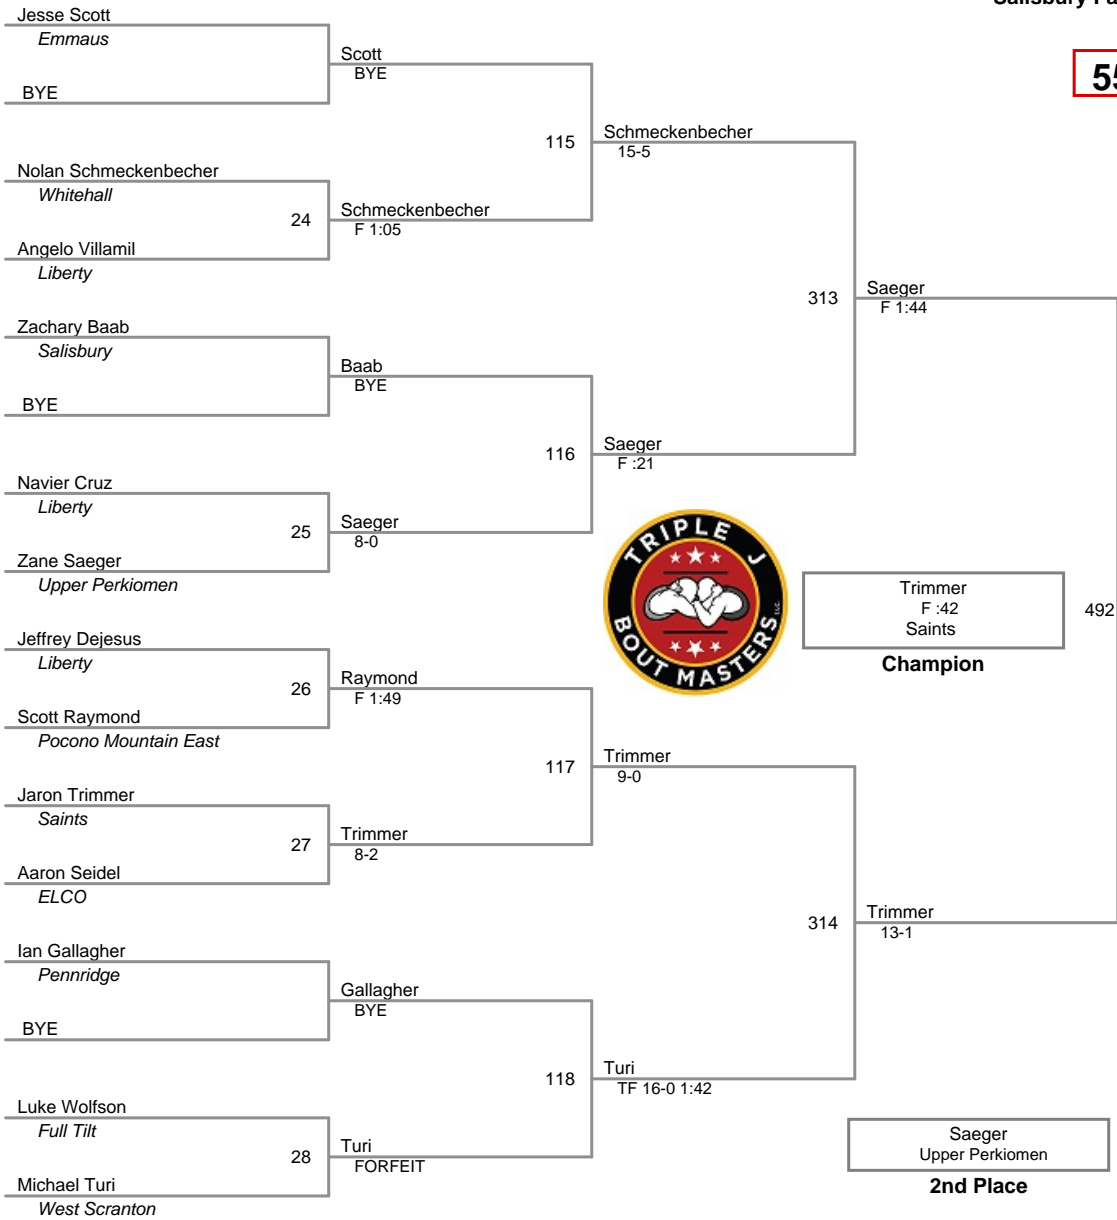 Jesse Scott
Emmaus
BYE
Scott
BYE
Nolan Schmeckenbecher
Whitehall
24
Angelo Villamil
Liberty
Schmeckenbecher
F 1:05
115
Schmeckenbecher
15-5
Zachary Baab
Salisbury
BYE
Baab
BYE
Navier Cruz
Liberty
25
Zane Saeger
Upper Perkiomen
Saeger
8-0
116
Saeger
F :21
313
Saeger
F 1:44
Jeffrey Dejesus
Liberty
26
Scott Raymond
Pocono Mountain East
Raymond
F 1:49
Jaron Trimmer
Saints
27
Aaron Seidel
ELCO
Trimmer
8-2
117
Trimmer
9-0
Ian Gallagher
Pennridge
BYE
Gallagher
BYE
Luke Wolfson
Full Tilt
28
Michael Turi
West Scranton
Turi
FORFEIT
118
Turi
TF 16-0 1:42
314
Trimmer
13-1
TRIPLE J
BOUT MASTERS LLC.
Trimmer
F :42
Saints
Champion
492
Saeger
Upper Perkiomen
2nd Place
Salisbury
55